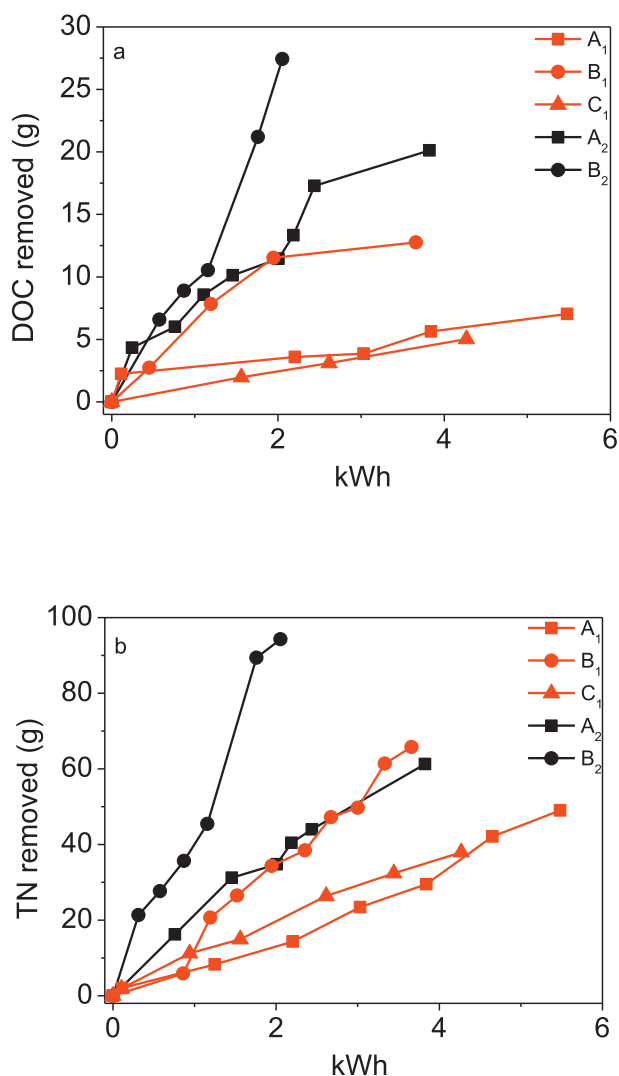 a
30
25
20
15
10
5
0
DOC removed (g)
0 2 4 6
kWh
A₁
B₁
C₁
A₂
B₂
b
100
80
60
40
20
0
TN removed (g)
0 2 4 6
kWh
A₁
B₁
C₁
A₂
B₂